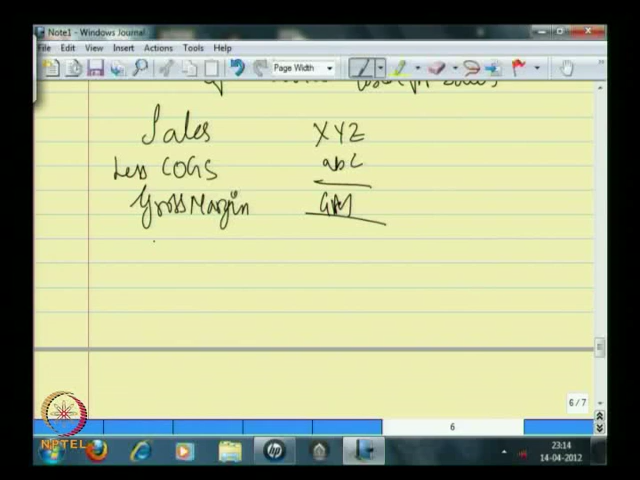 Note1 - Windows Journal
File Edit View Insert Actions Tools Help
Page Width
Sales XYZ
Less COGS abc
Gross Margin GM
6/7
6
NPTEL
hp
23:14
14-04-2012